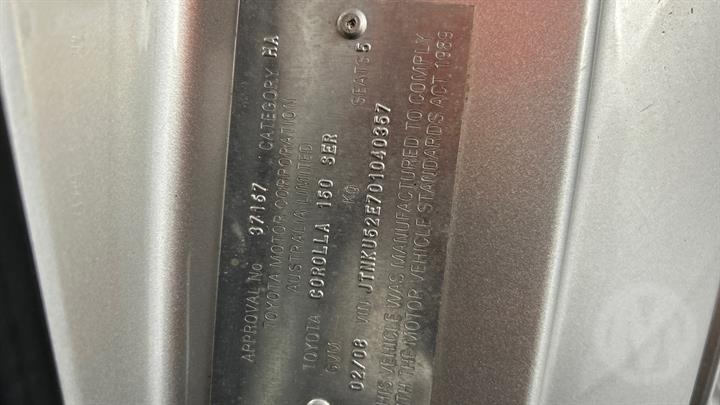 APPROVAL No 37167 CATEGORY MA
TOYOTA MOTOR CORPORATION
AUSTRALIA LIMITED
TOYOTA COROLLA 150 SER
GVM KG SEATS 5
02/08 VIN JTNKU52E701040357
THIS VEHICLE WAS MANUFACTURED TO COMPLY
WITH THE MOTOR VEHICLE STANDARDS ACT 1989